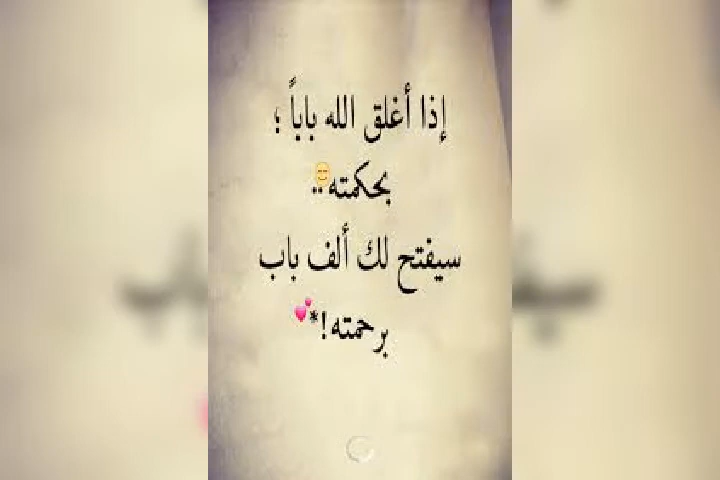 إذا أغلق الله باباً ؛
بحكمته..😊
سيفتح لك ألف باب
برحمته!*💕